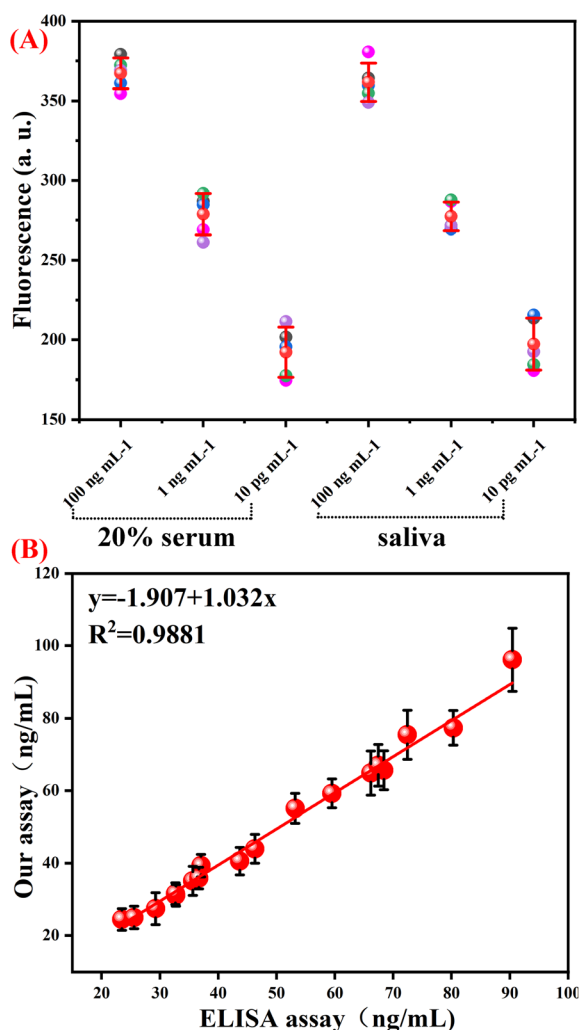 (A)
Fluorescence (a. u.)
400
350
300
250
200
150
100 ng mL-1
1 ng mL-1
10 pg mL-1
100 ng mL-1
1 ng mL-1
10 pg mL-1
20% serum
saliva
(B)
Our assay（ng/mL）
120
100
80
60
40
20
y=-1.907+1.032x
R²=0.9881
20 30 40 50 60 70 80 90 100
ELISA assay（ng/mL）